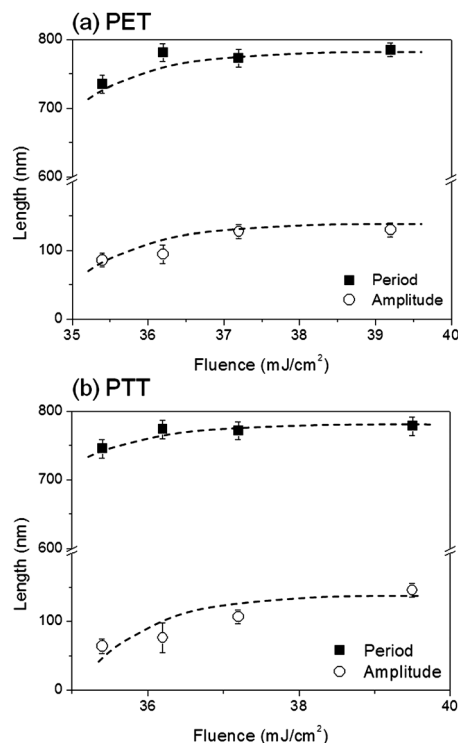 (a) PET
800
700
600
100
0
Length (nm)
Period
Amplitude
35 36 37 38 39 40
Fluence (mJ/cm²)
(b) PTT
800
700
600
100
0
Length (nm)
Period
Amplitude
36 38 40
Fluence (mJ/cm²)